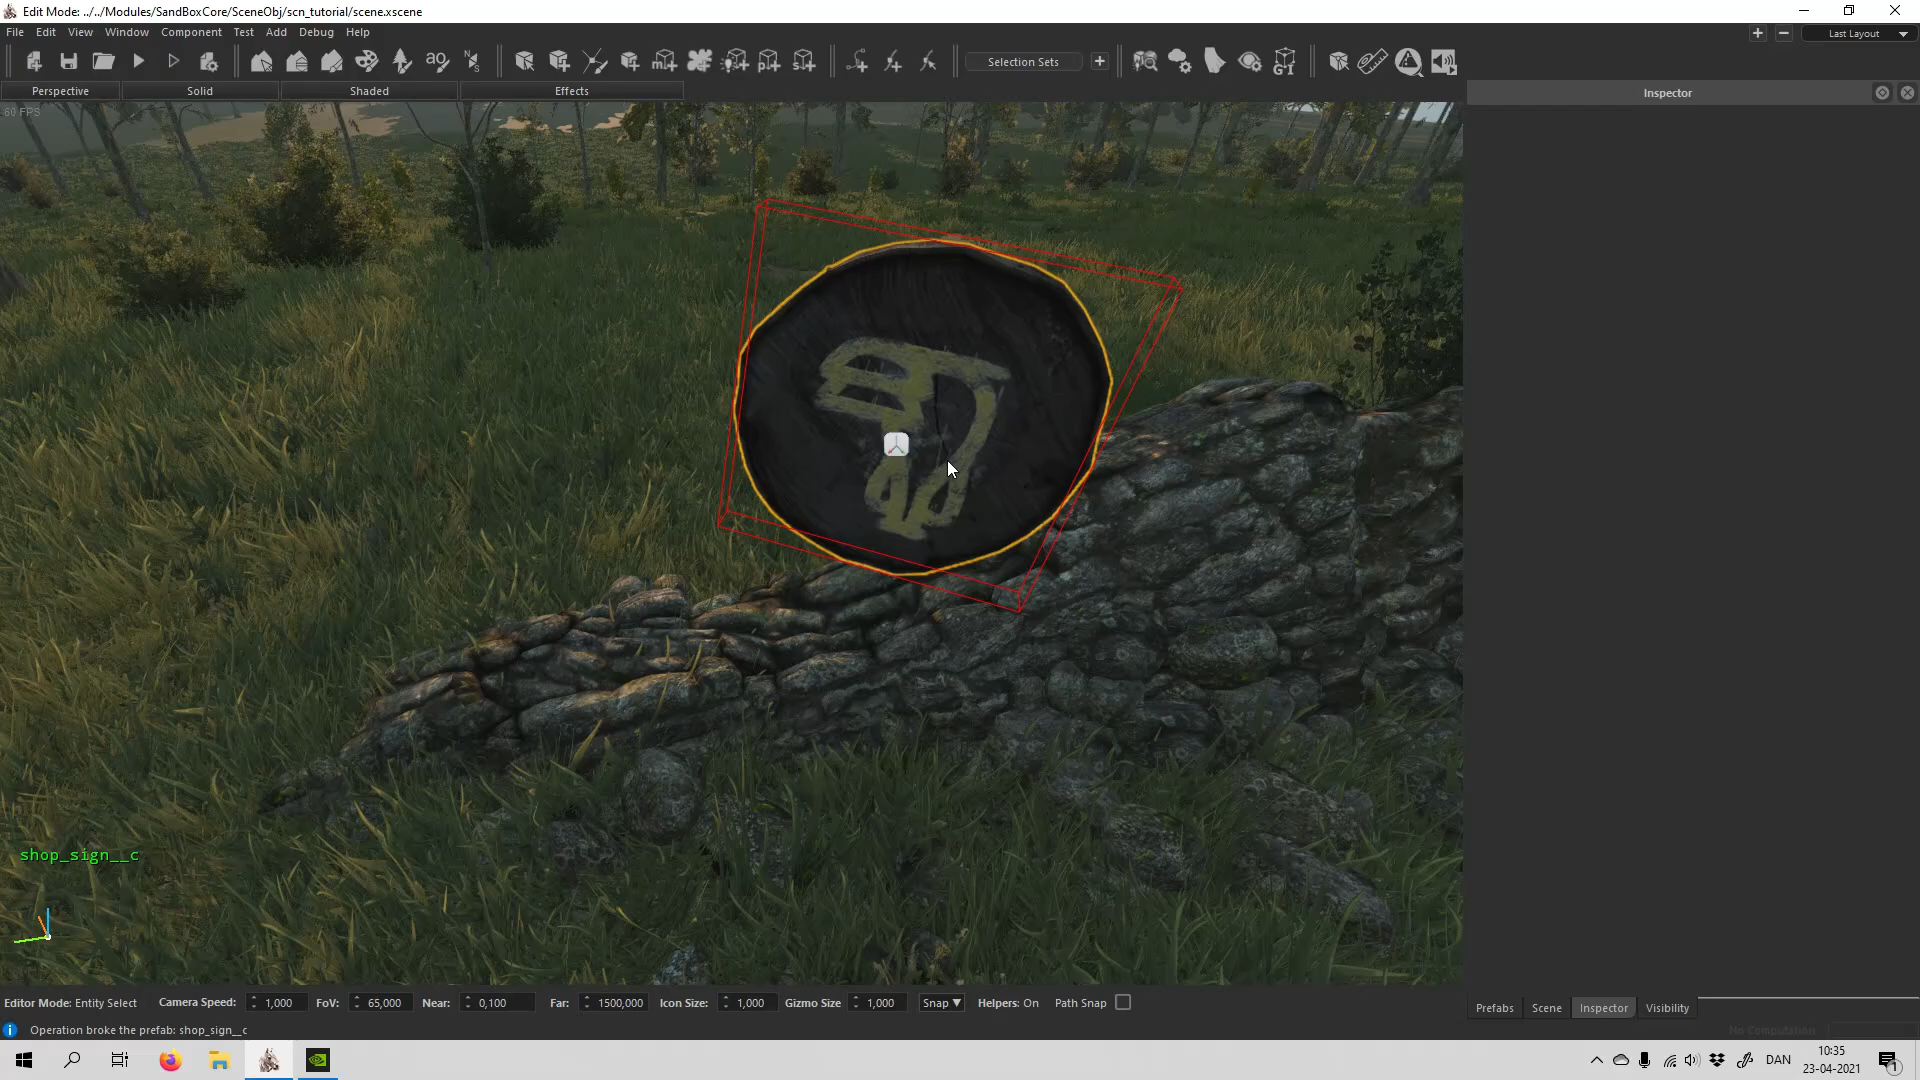 Edit Mode: ../../Modules/SandBoxCore/SceneObj/scn_tutorial/scene.xscene
File Edit View Window Component Test Add Debug Help
Last Layout
Selection Sets
Perspective Solid Shaded Effects
Inspector
60 FPS
shop_sign__c
Editor Mode: Entity Select Camera Speed: 1,000 FoV: 65,000 Near: 0,100 Far: 1500,000 Icon Size: 1,000 Gizmo Size 1,000 Snap Helpers: On Path Snap
Prefabs Scene Inspector Visibility
Operation broke the prefab: shop_sign__c
No Computation
DAN
10:35
23-04-2021
1